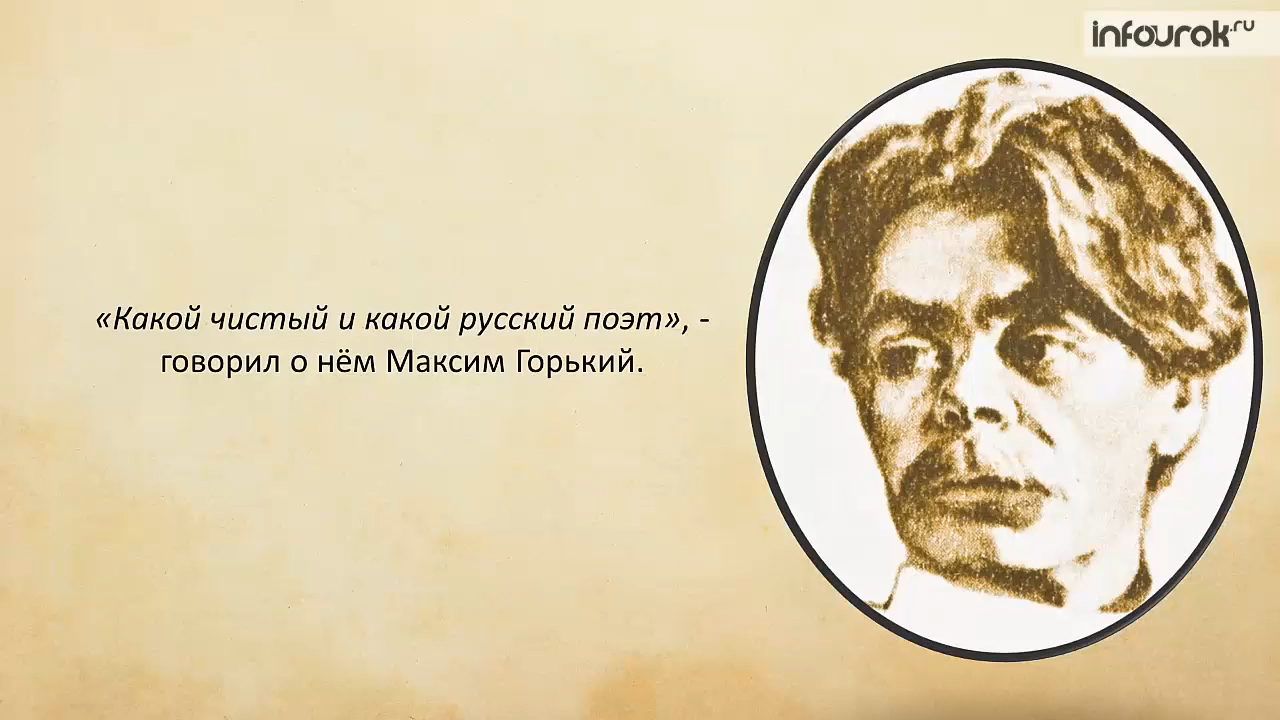 infourok.ru
«Какой чистый и какой русский поэт», -
говорил о нём Максим Горький.